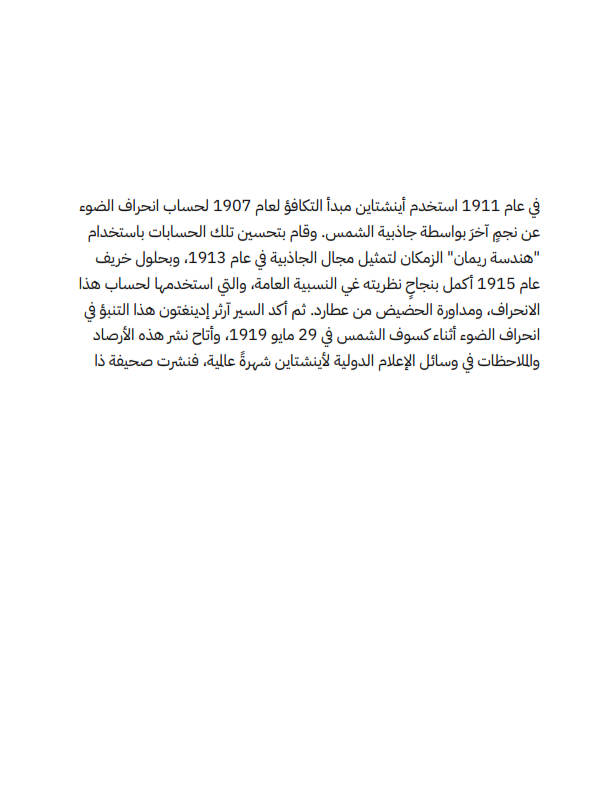 في عام 1911 استخدم أينشتاين مبدأ التكافؤ لعام 1907 لحساب انحراف الضوء
عن نجمٍ آخرَ بواسطة جاذبية الشمس. وقام بتحسين تلك الحسابات باستخدام
"هندسة ريمان" الزمكان لتمثيل مجال الجاذبية في عام 1913، وبحلول خريف
عام 1915 أكمل بنجاحٍ نظريته غي النسبية العامة، والتي استخدمها لحساب هذا
الانحراف، ومداورة الحضيض من عطارد. ثم أكد السير آرثر إدينغتون هذا التنبؤ في
انحراف الضوء أثناء كسوف الشمس في 29 مايو 1919، وأتاح نشر هذه الأرصاد
والملاحظات في وسائل الإعلام الدولية لأينشتاين شهرةً عالمية، فنشرت صحيفة ذا